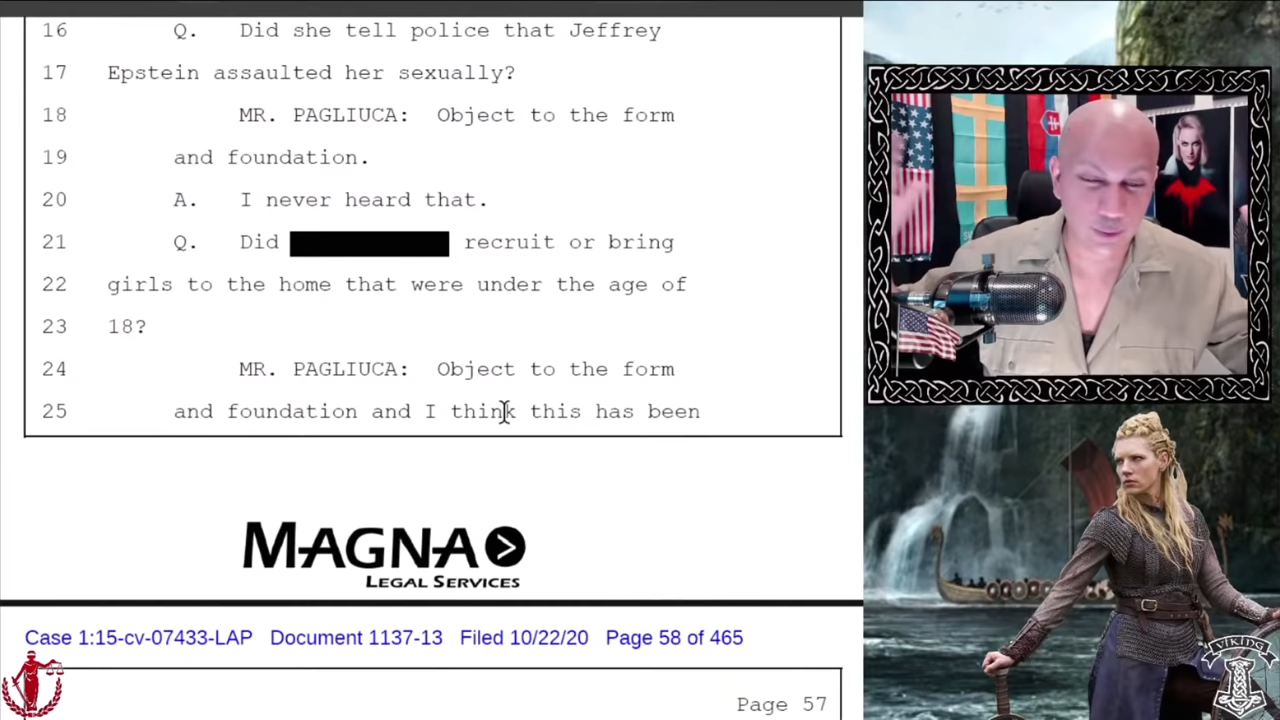 16 Q. Did she tell police that Jeffrey
17 Epstein assaulted her sexually?
18 MR. PAGLIUCA: Object to the form
19 and foundation.
20 A. I never heard that.
21 Q. Did recruit or bring
22 girls to the home that were under the age of
23 18?
24 MR. PAGLIUCA: Object to the form
25 and foundation and I think this has been
MAGNA
LEGAL SERVICES
Case 1:15-cv-07433-LAP Document 1137-13 Filed 10/22/20 Page 58 of 465
Page 57
VIKING